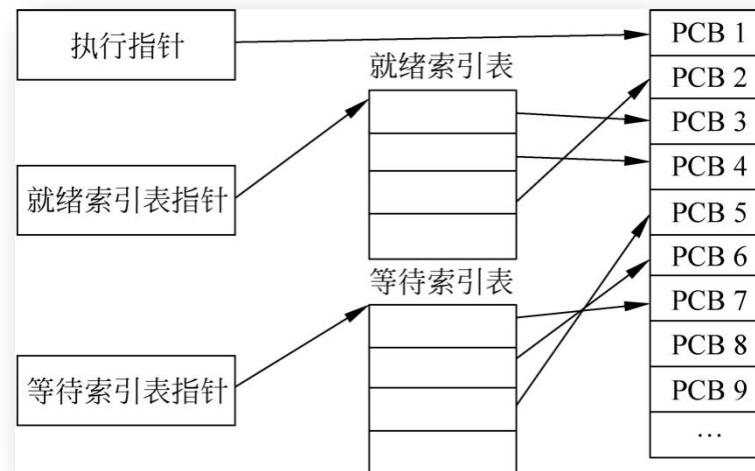 执行指针
就绪索引表指针
等待索引表指针
就绪索引表
等待索引表
PCB 1
PCB 2
PCB 3
PCB 4
PCB 5
PCB 6
PCB 7
PCB 8
PCB 9
…